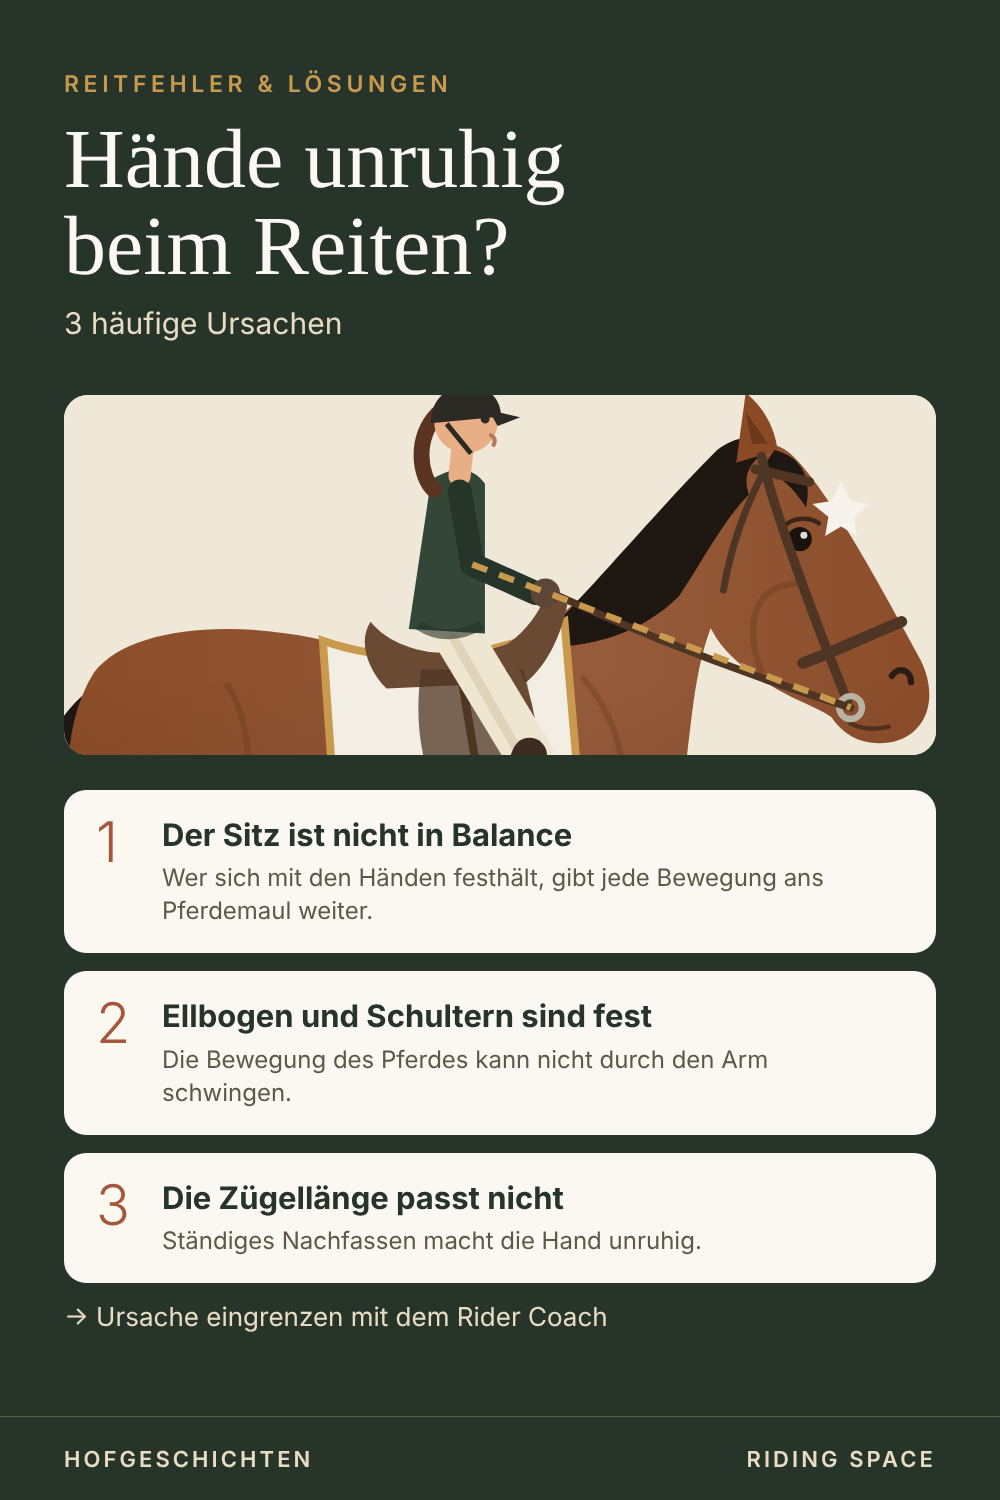 REITFEHLER & LÖSUNGEN
Hände unruhig
beim Reiten?
3 häufige Ursachen
1 Der Sitz ist nicht in Balance
Wer sich mit den Händen festhält, gibt jede Bewegung ans
Pferdemaul weiter.
2 Ellbogen und Schultern sind fest
Die Bewegung des Pferdes kann nicht durch den Arm
schwingen.
3 Die Zügellänge passt nicht
Ständiges Nachfassen macht die Hand unruhig.
→ Ursache eingrenzen mit dem Rider Coach
HOFGESCHICHTEN
RIDING SPACE